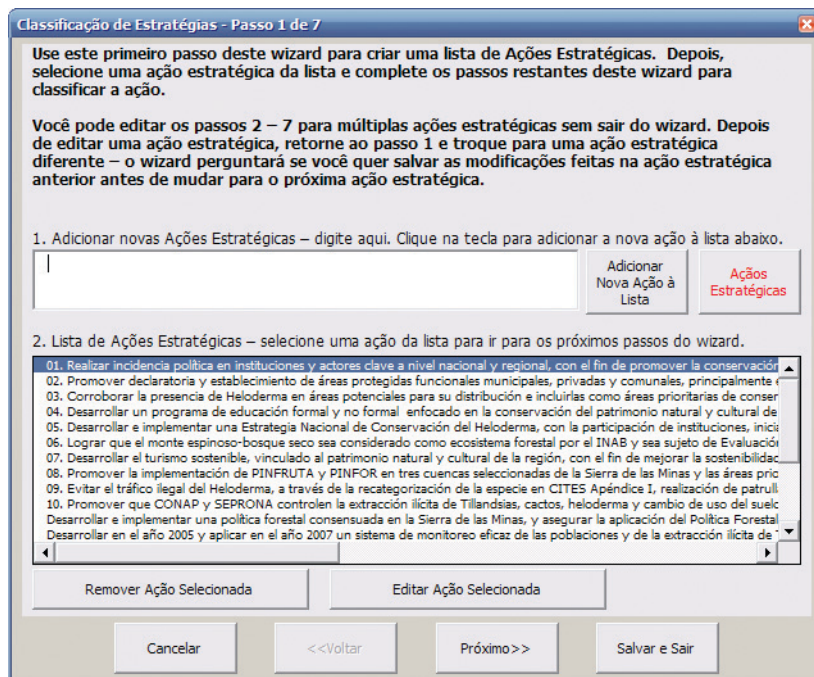 Classificação de Estratégias - Passo 1 de 7
Use este primeiro passo deste wizard para criar uma lista de Ações Estratégicas. Depois,
selecione uma ação estratégica da lista e complete os passos restantes deste wizard para
classificar a ação.
Você pode editar os passos 2 – 7 para múltiplas ações estratégicas sem sair do wizard. Depois
de editar uma ação estratégica, retorne ao passo 1 e troque para uma ação estratégica
diferente – o wizard perguntará se você quer salvar as modificações feitas na ação estratégica
anterior antes de mudar para o próxima ação estratégica.
1. Adicionar novas Ações Estratégicas – digite aqui. Clique na tecla para adicionar a nova ação à lista abaixo.
Adicionar
Nova Ação à
Lista
Açãos
Estratégicas
2. Lista de Ações Estratégicas – selecione uma ação da lista para ir para os próximos passos do wizard.
01. Realizar incidencia política en instituciones y actores clave a nivel nacional y regional, con el fin de promover la conservación
02. Promover declaratoria y establecimiento de áreas protegidas funcionales municipales, privadas y comunales, principalmente
03. Corroborar la presencia de Heloderma en áreas potenciales para su distribución e incluirlas como áreas prioritarias de conser
04. Desarrollar un programa de educación formal y no formal enfocado en la conservación del patrimonio natural y cultural de
05. Desarrollar e implementar una Estrategia Nacional de Conservación del Heloderma, con la participación de instituciones, inicia
06. Lograr que el monte espinoso-bosque seco sea considerado como ecosistema forestal por el INAB y sea sujeto de Evaluación
07. Desarrollar el turismo sostenible, vinculado al patrimonio natural y cultural de la región, con el fin de mejorar la sostenibilidad
08. Promover la implementación de PINFRUTA y PINFOR en tres cuencas seleccionadas de la Sierra de las Minas y las áreas prio
09. Evitar el tráfico ilegal del Heloderma, a través de la recategorización de la especie en CITES Apéndice I, realización de patrull
10. Promover que CONAP y SEPRONA controlen la extracción ilícita de Tillandsias, cactos, heloderma y cambio de uso del suelo
Desarrollar e implementar una política forestal consensuada en la Sierra de las Minas, y asegurar la aplicación del Política Forestal
Desarrollar en el año 2005 y aplicar en el año 2007 un sistema de monitoreo eficaz de las poblaciones y de la extracción ilícita de
Remover Ação Selecionada
Editar Ação Selecionada
Cancelar
<<Voltar
Próximo>>
Salvar e Sair